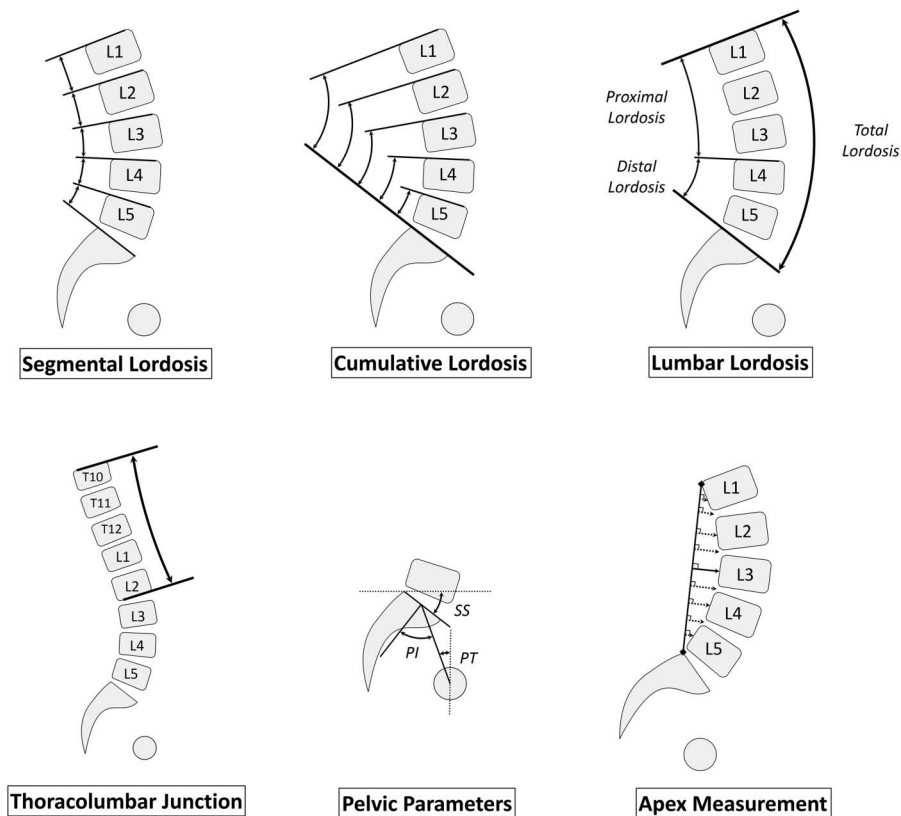 L1
L2
L3
L4
L5
Segmental Lordosis
L1
L2
L3
L4
L5
Cumulative Lordosis
L1
L2
L3
L4
L5
Proximal
Lordosis
Distal
Lordosis
Total
Lordosis
Lumbar Lordosis
T10
T11
T12
L1
L2
L3
L4
L5
Thoracolumbar Junction
SS
PI
PT
Pelvic Parameters
L1
L2
L3
L4
L5
Apex Measurement